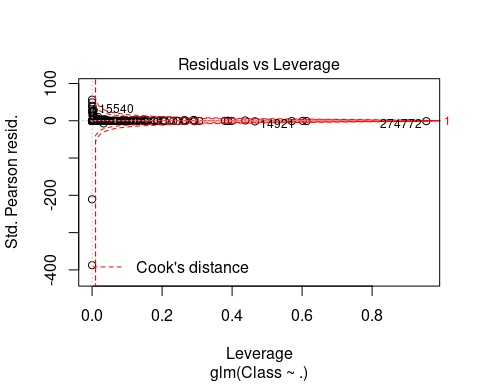 Residuals vs Leverage
Std. Pearson resid.
100
0
-200
-400
15540
14921
274772
1
Cook's distance
0.0 0.2 0.4 0.6 0.8
Leverage
glm(Class ~ .)